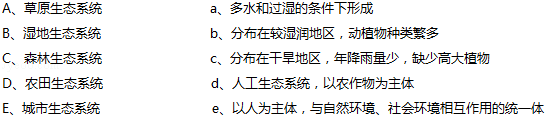 A、草原生态系统 a、多水和过湿的条件下形成
B、湿地生态系统 b、分布在较湿润地区，动植物种类繁多
C、森林生态系统 c、分布在干旱地区，年降雨量少，缺少高大植物
D、农田生态系统 d、人工生态系统，以农作物为主体
E、城市生态系统 e、以人为主体，与自然环境、社会环境相互作用的统一体